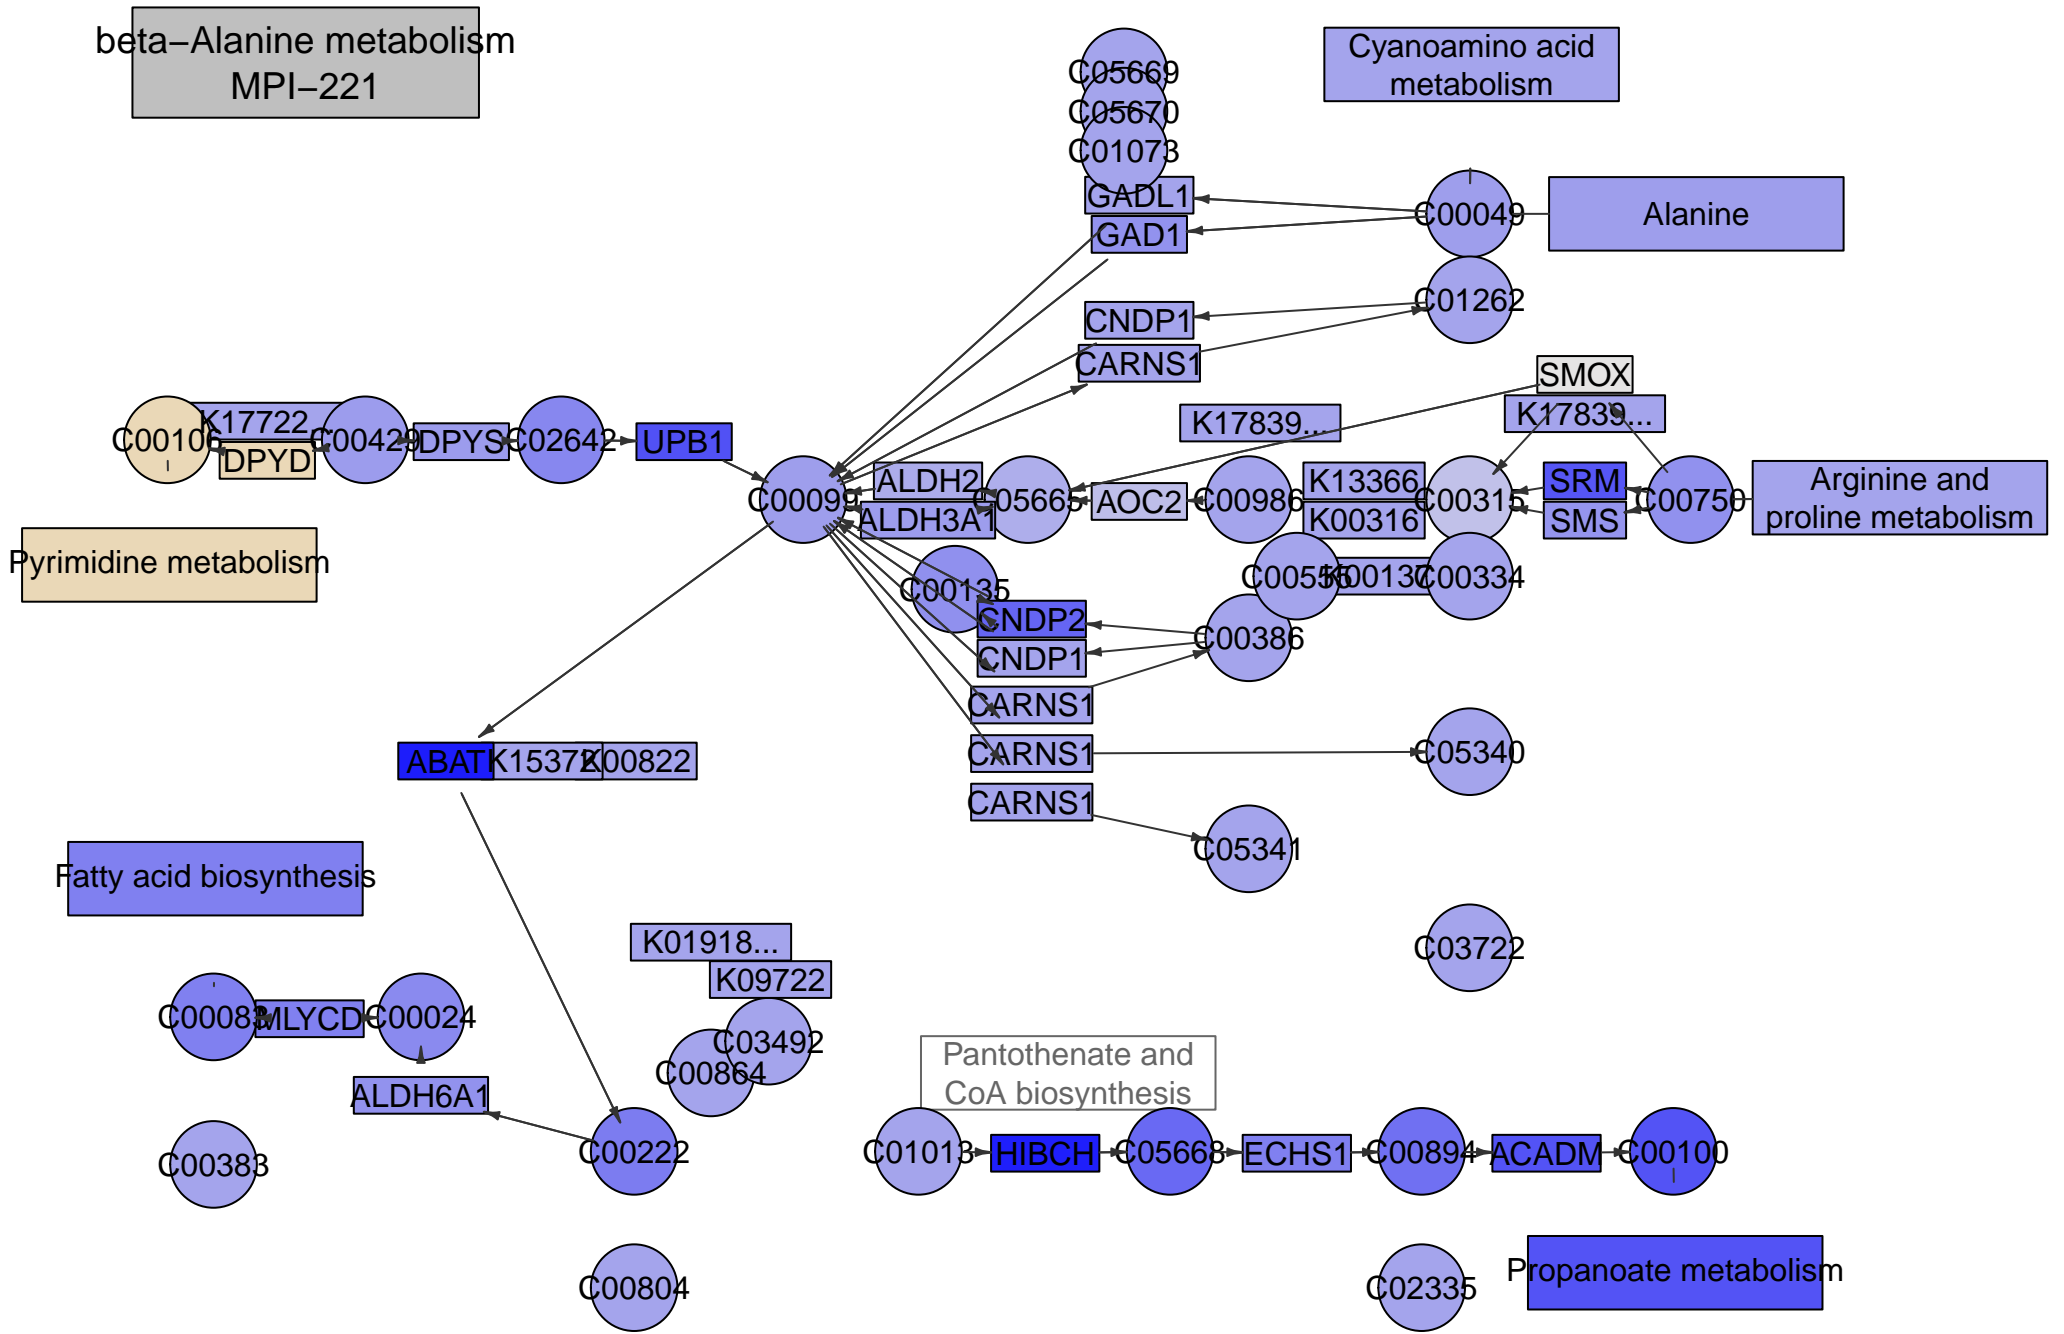 beta−Alanine metabolism
MPI−221
C05669
C05670
C01073
Cyanoamino acid
metabolism
GADL1
GAD1
C00049
Alanine
CNDP1
C01262
CARNS1
SMOX
K17839...
K17839...
C00106
K17722...
DPYD
C00429
DPYS
C02642
UPB1
C00099
ALDH2
ALDH3A1
C05665
AOC2
C00986
K13366
K00316
C00315
SRM
SMS
C00750
Arginine and
proline metabolism
Pyrimidine metabolism
C00135
C00555
K00137
C00334
CNDP2
CNDP1
C00386
CARNS1
CARNS1
C05340
CARNS1
C05341
ABAT
K15372
K00822
Fatty acid biosynthesis
K01918...
K09722
C03722
C00083
MLYCD
C00024
C03492
C00864
ALDH6A1
Pantothenate and
CoA biosynthesis
C00383
C00222
C01013
HIBCH
C05668
ECHS1
C00894
ACADM
C00100
C00804
C02335
Propanoate metabolism